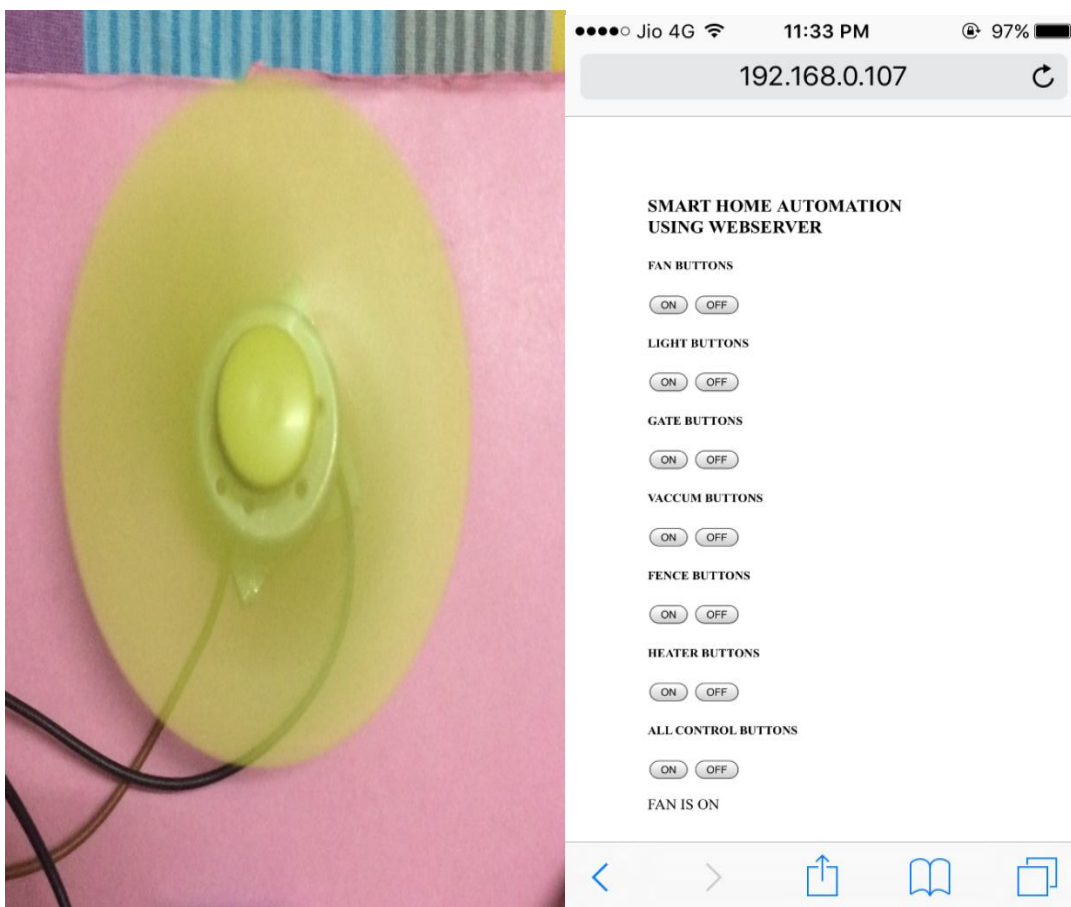 ●●●●○ Jio 4G 11:33 PM 97%
192.168.0.107
SMART HOME AUTOMATION
USING WEBSERVER
FAN BUTTONS
ON OFF
LIGHT BUTTONS
ON OFF
GATE BUTTONS
ON OFF
VACCUM BUTTONS
ON OFF
FENCE BUTTONS
ON OFF
HEATER BUTTONS
ON OFF
ALL CONTROL BUTTONS
ON OFF
FAN IS ON